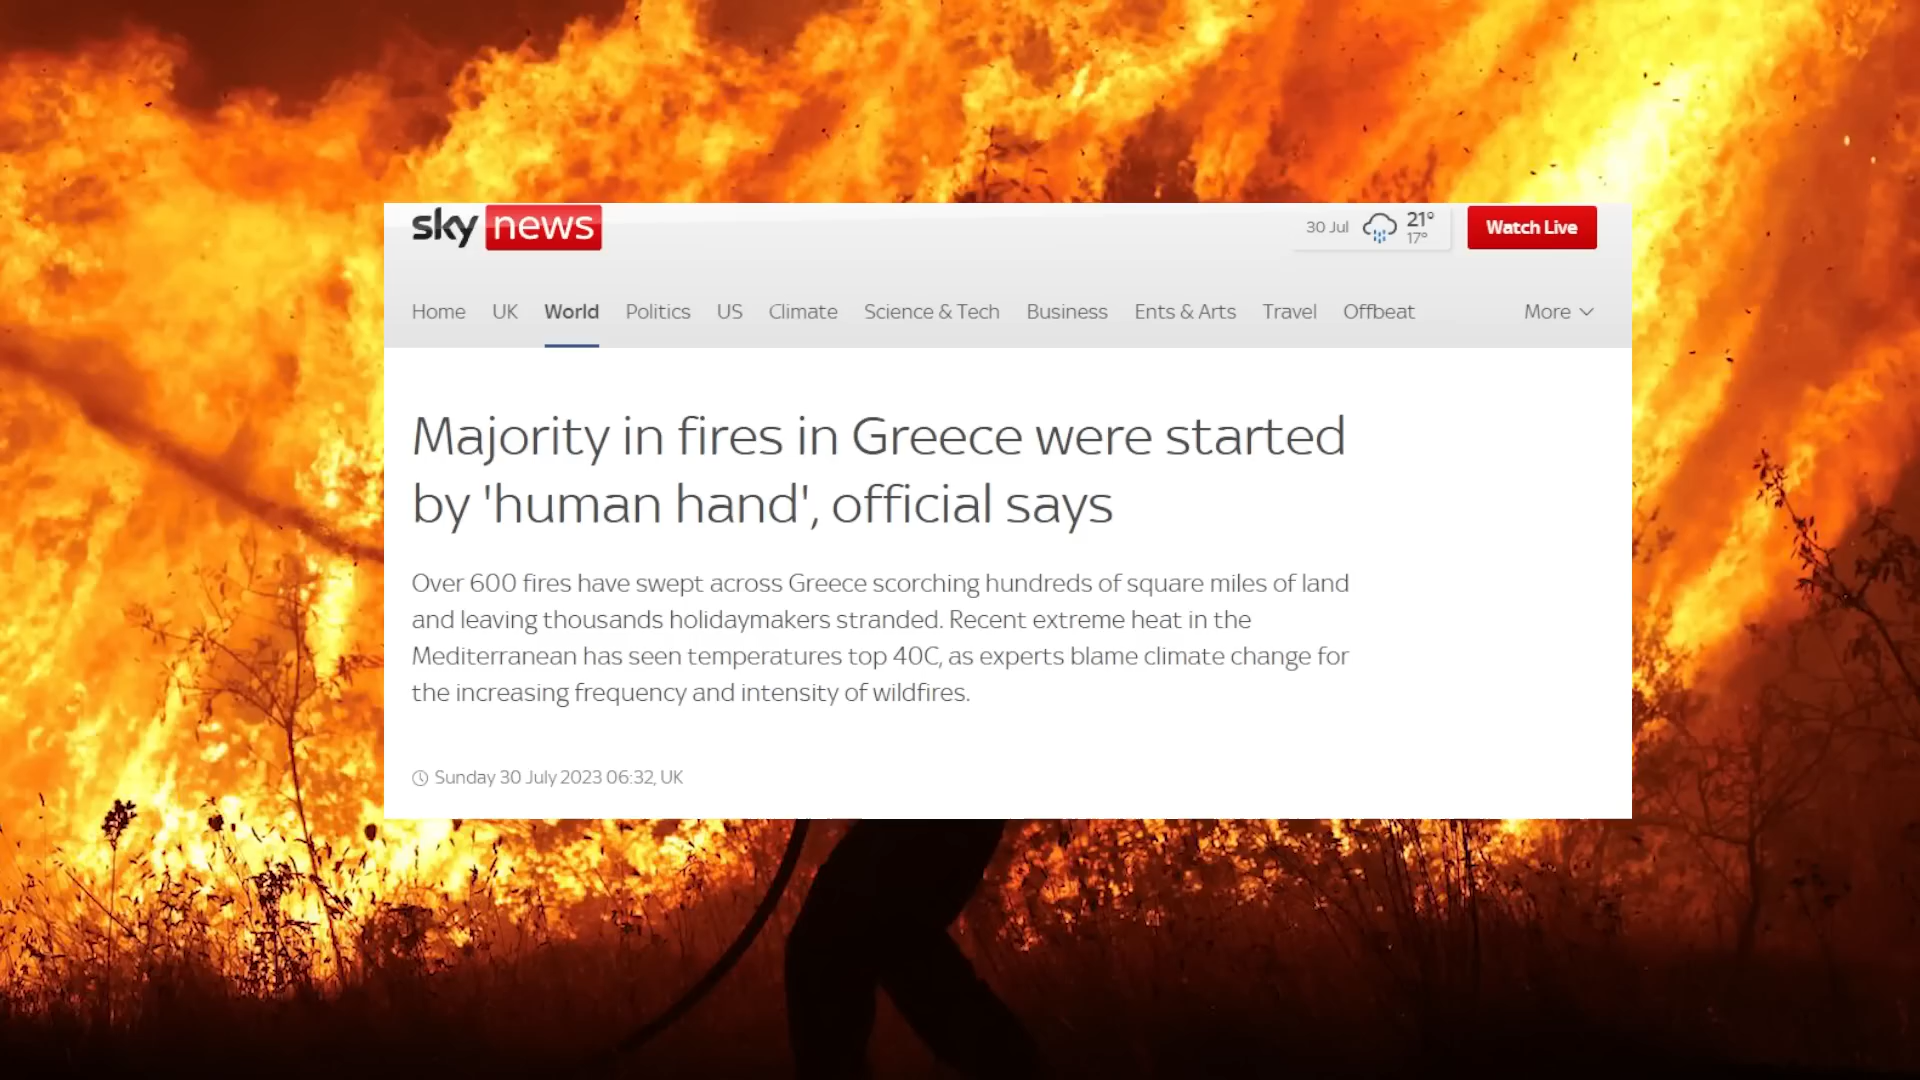 sky news
30 Jul 21° 17° Watch Live
Home UK World Politics US Climate Science & Tech Business Ents & Arts Travel Offbeat More
Majority in fires in Greece were started
by 'human hand', official says
Over 600 fires have swept across Greece scorching hundreds of square miles of land
and leaving thousands holidaymakers stranded. Recent extreme heat in the
Mediterranean has seen temperatures top 40C, as experts blame climate change for
the increasing frequency and intensity of wildfires.
Sunday 30 July 2023 06:32, UK